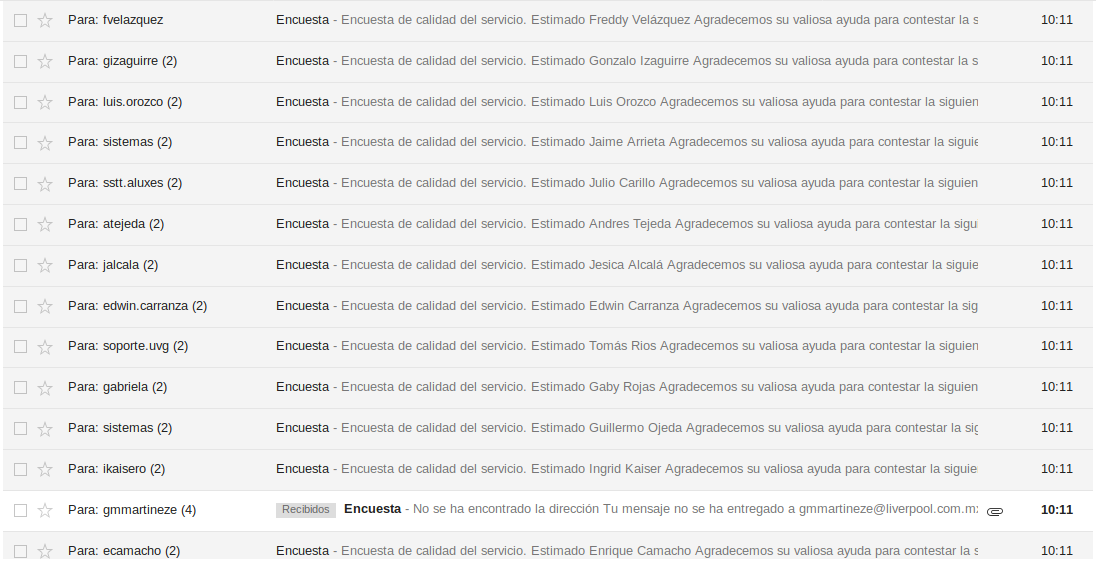 Para: fvelazquez Encuesta - Encuesta de calidad del servicio. Estimado Freddy Velázquez Agradecemos su valiosa ayuda para contestar la s 10:11
Para: gizaguirre (2) Encuesta - Encuesta de calidad del servicio. Estimado Gonzalo Izaguirre Agradecemos su valiosa ayuda para contestar la s 10:11
Para: luis.orozco (2) Encuesta - Encuesta de calidad del servicio. Estimado Luis Orozco Agradecemos su valiosa ayuda para contestar la siguien 10:11
Para: sistemas (2) Encuesta - Encuesta de calidad del servicio. Estimado Jaime Arrieta Agradecemos su valiosa ayuda para contestar la siguie 10:11
Para: sstt.aluxes (2) Encuesta - Encuesta de calidad del servicio. Estimado Julio Carillo Agradecemos su valiosa ayuda para contestar la siguien 10:11
Para: atejeda (2) Encuesta - Encuesta de calidad del servicio. Estimado Andres Tejeda Agradecemos su valiosa ayuda para contestar la sigu 10:11
Para: jalcala (2) Encuesta - Encuesta de calidad del servicio. Estimado Jesica Alcalá Agradecemos su valiosa ayuda para contestar la siguie 10:11
Para: edwin.carranza (2) Encuesta - Encuesta de calidad del servicio. Estimado Edwin Carranza Agradecemos su valiosa ayuda para contestar la sig 10:11
Para: soporte.uvg (2) Encuesta - Encuesta de calidad del servicio. Estimado Tomás Rios Agradecemos su valiosa ayuda para contestar la siguien 10:11
Para: gabriela (2) Encuesta - Encuesta de calidad del servicio. Estimado Gaby Rojas Agradecemos su valiosa ayuda para contestar la siguien 10:11
Para: sistemas (2) Encuesta - Encuesta de calidad del servicio. Estimado Guillermo Ojeda Agradecemos su valiosa ayuda para contestar la sig 10:11
Para: ikaisero (2) Encuesta - Encuesta de calidad del servicio. Estimado Ingrid Kaiser Agradecemos su valiosa ayuda para contestar la siguie 10:11
Para: gmmartineze (4) Recibidos Encuesta - No se ha encontrado la dirección Tu mensaje no se ha entregado a gmmartineze@liverpool.com.mx 10:11
Para: ecamacho (2) Encuesta - Encuesta de calidad del servicio. Estimado Enrique Camacho Agradecemos su valiosa ayuda para contestar la s 10:11